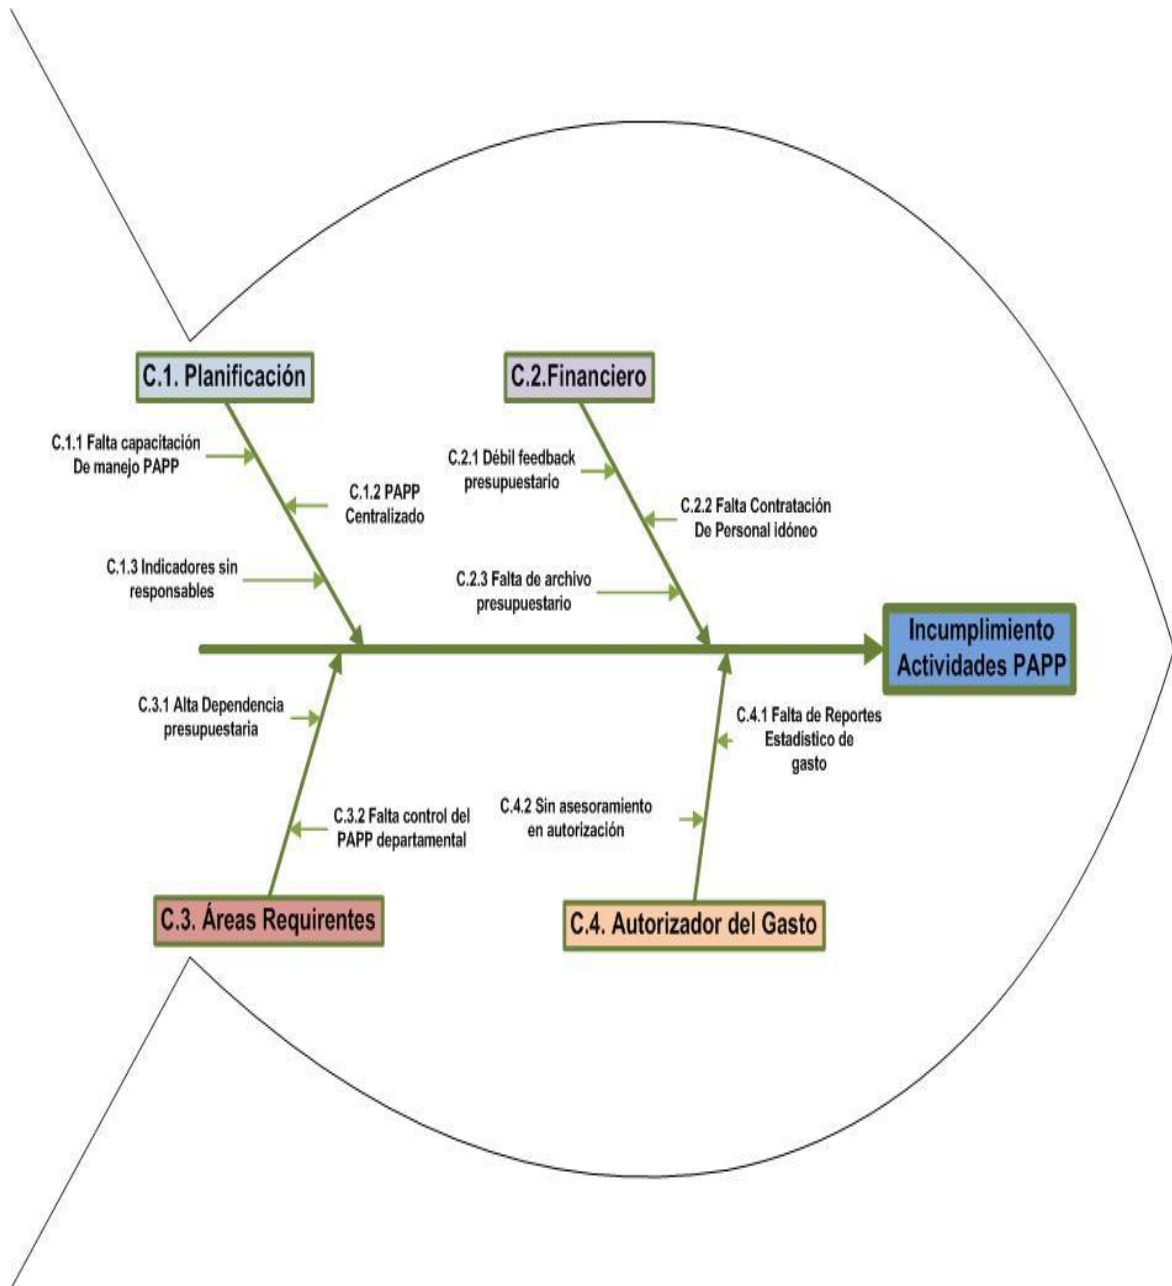 C.1. Planificación
C.2.Financiero
C.1.1 Falta capacitación
De manejo PAPP
C.1.2 PAPP
Centralizado
C.1.3 Indicadores sin
responsables
C.2.1 Débil feedback
presupuestario
C.2.2 Falta Contratación
De Personal idóneo
C.2.3 Falta de archivo
presupuestario
Incumplimiento
Actividades PAPP
C.3.1 Alta Dependencia
presupuestaria
C.3.2 Falta control del
PAPP departamental
C.4.1 Falta de Reportes
Estadístico de
gasto
C.4.2 Sin asesoramiento
en autorización
C.3. Áreas Requirentes
C.4. Autorizador del Gasto